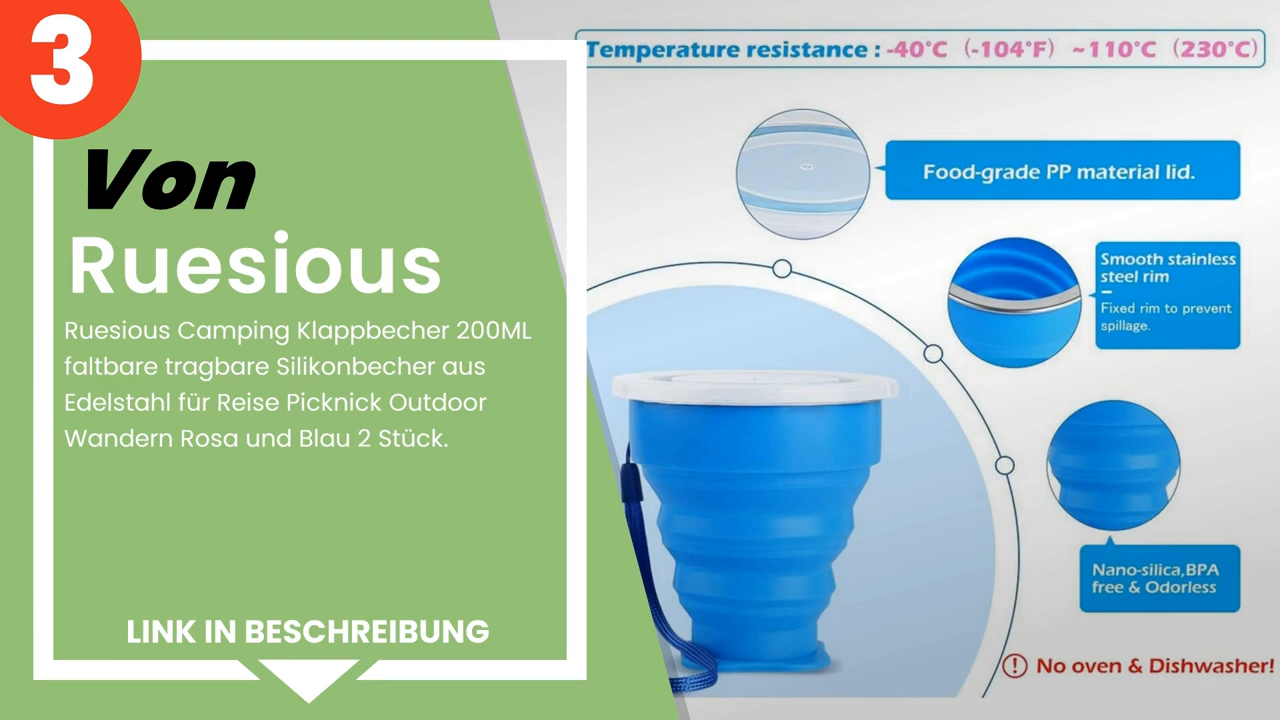 3
Von
Ruesious
Ruesious Camping Klappbecher 200ML
faltbare tragbare Silikonbecher aus
Edelstahl für Reise Picknick Outdoor
Wandern Rosa und Blau 2 Stück.
LINK IN BESCHREIBUNG
Temperature resistance : -40°C (-104°F) ~110°C (230°C)
Food-grade PP material lid.
Smooth stainless
steel rim
Fixed rim to prevent
spillage.
Nano-silica,BPA
free & Odorless
No oven & Dishwasher!